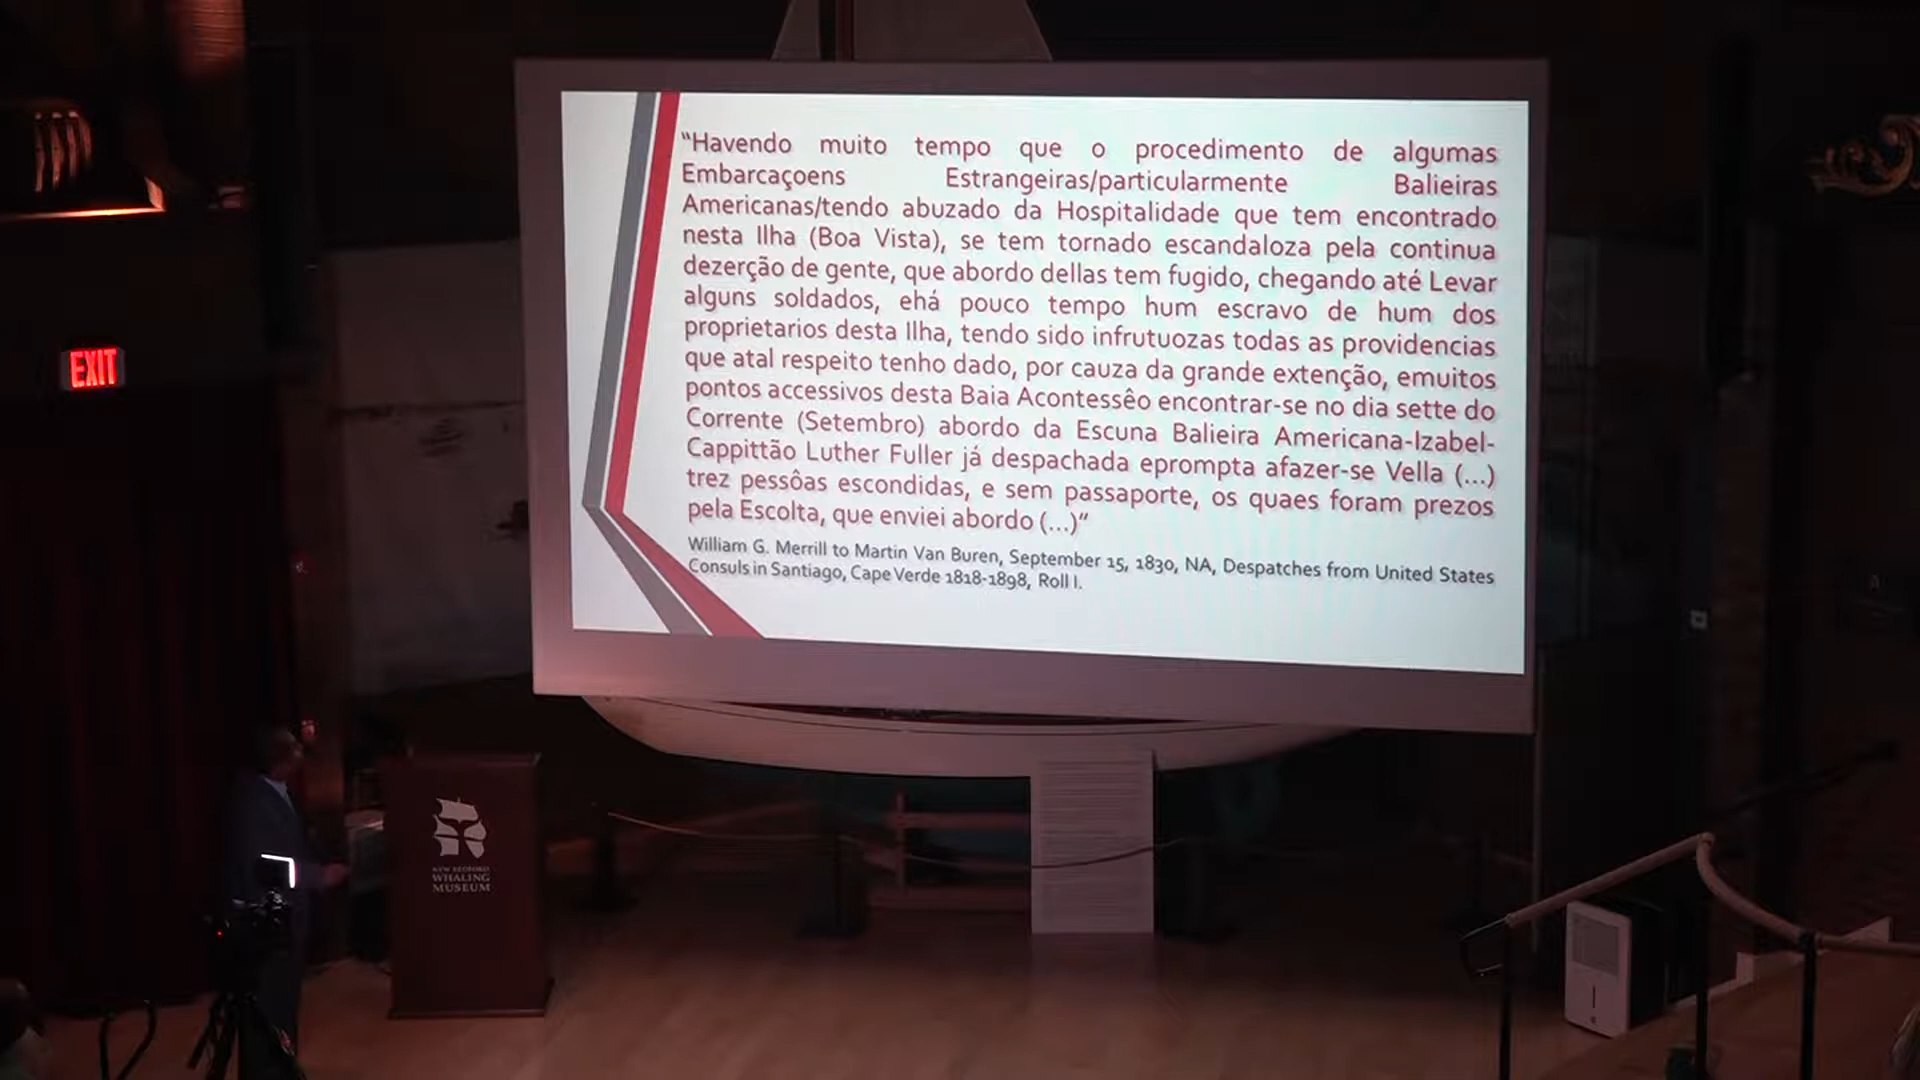 “Havendo muito tempo que o procedimento de algumas
Embarcaçoens Estrangeiras/particularmente Balieiras
Americanas/tendo abuzado da Hospitalidade que tem encontrado
nesta Ilha (Boa Vista), se tem tornado escandaloza pela continua
dezerção de gente, que abordo dellas tem fugido, chegando até Levar
alguns soldados, ehá pouco tempo hum escravo de hum dos
proprietarios desta Ilha, tendo sido infrutuozas todas as providencias
que atal respeito tenho dado, por cauza da grande extenção, emuitos
pontos accessivos desta Baia Acontessêo encontrar-se no dia sette do
Corrente (Setembro) abordo da Escuna Balieira Americana-Izabel-
Cappittão Luther Fuller já despachada eprompta afazer-se Vella (...)
trez pessôas escondidas, e sem passaporte, os quaes foram prezos
pela Escolta, que enviei abordo (...)“
William G. Merrill to Martin Van Buren, September 15, 1830, NA, Despatches from United States
Consuls in Santiago, Cape Verde 1818-1898, Roll I.
EXIT
NEW BEDFORD
WHALING
MUSEUM